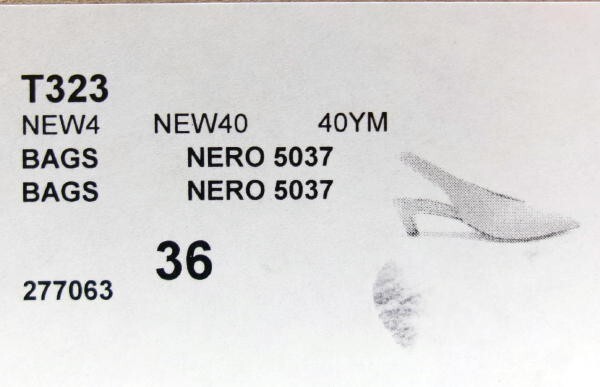 T323
NEW4 NEW40 40YM
BAGS NERO 5037
BAGS NERO 5037
36
277063